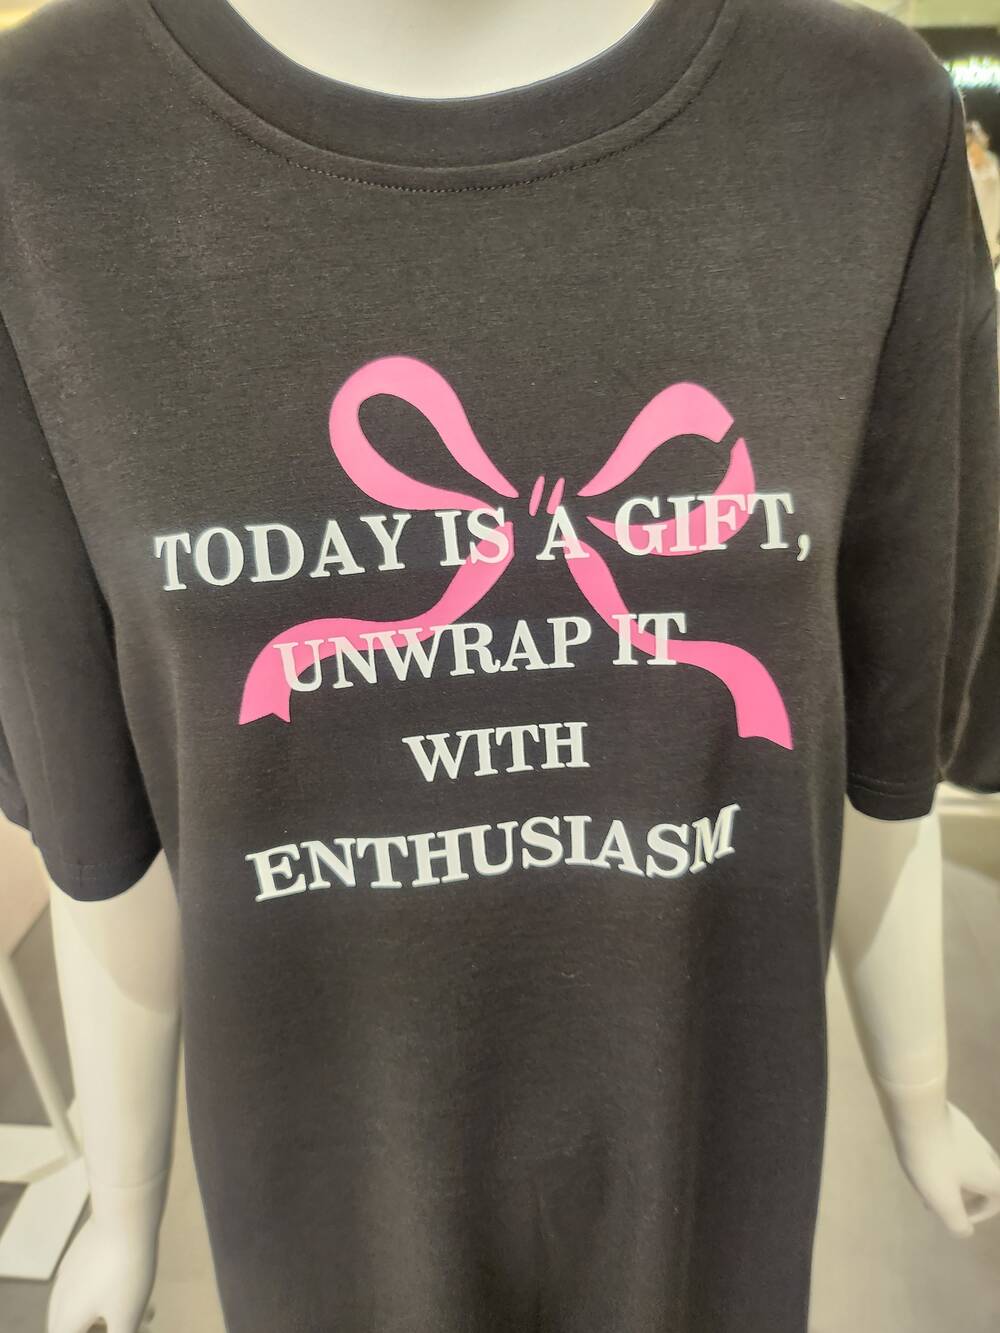 TODAY IS A GIFT,
UNWRAP IT
WITH
ENTHUSIASM